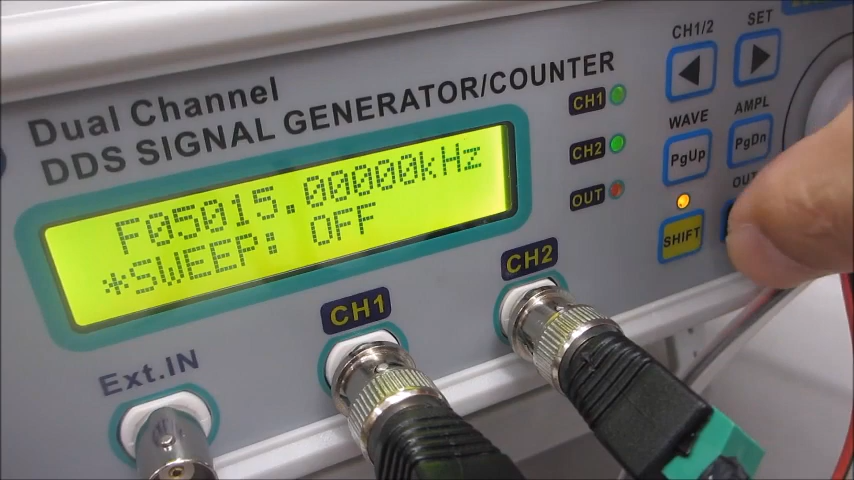 Dual Channel
DDS SIGNAL GENERATOR/COUNTER
F05015.00000kHz
*SWEEP: OFF
Ext.IN
CH1
CH2
CH1
CH2
OUT
CH1/2
SET
WAVE
AMPL
PgUp
PgDn
SHIFT